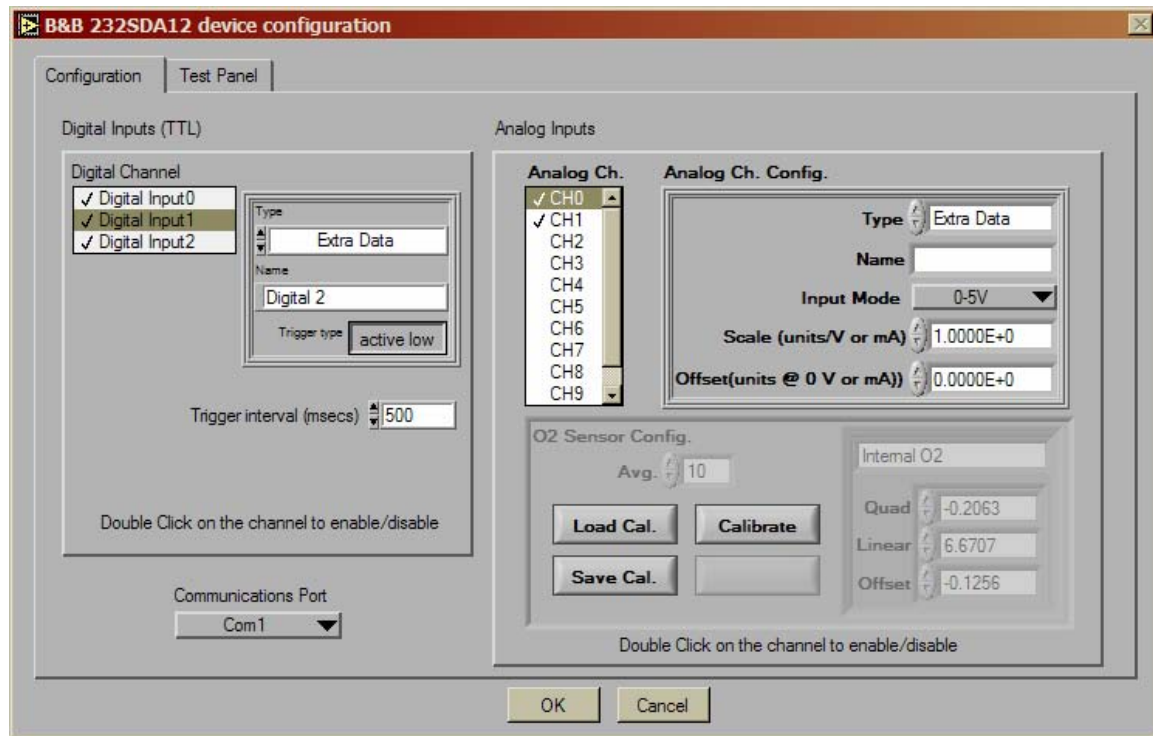 B&B 232SDA12 device configuration
Configuration
Test Panel
Digital Inputs (TTL)
Digital Channel
✓ Digital Input0
✓ Digital Input1
✓ Digital Input2
Type
Extra Data
Name
Digital 2
Trigger type
active low
Trigger interval (msecs)
500
Double Click on the channel to enable/disable
Communications Port
Com1
Analog Inputs
Analog Ch.
✓ CH0
✓ CH1
CH2
CH3
CH4
CH5
CH6
CH7
CH8
CH9
Analog Ch. Config.
Type
Extra Data
Name
Input Mode
0-5V
Scale (units/V or mA)
1.0000E+0
Offset(units @ 0 V or mA))
0.0000E+0
O2 Sensor Config.
Avg.
10
Load Cal.
Calibrate
Save Cal.
Internal O2
Quad
-0.2063
Linear
6.6707
Offset
-0.1256
Double Click on the channel to enable/disable
OK
Cancel